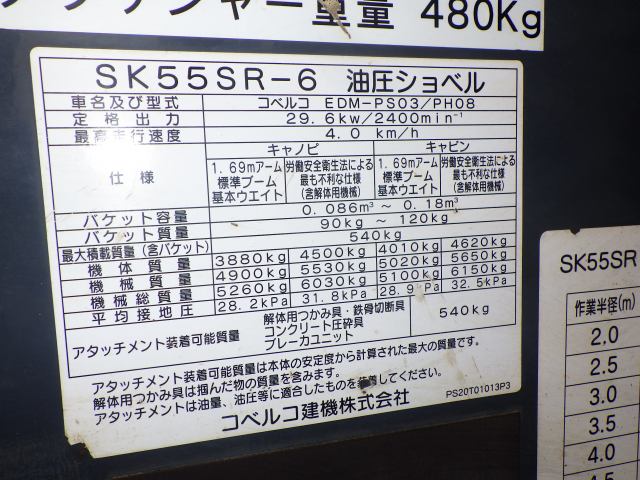 重量 480Kg
SK55SR-6 油圧ショベル
車名及び型式 コベルコ EDM-PS03/PH08
定格出力 29.6kw/2400min⁻¹
最高走行速度 4.0 km/h
仕様 キャノピ キャビン
1.69mアーム 労働安全衛生法による 1.69mアーム 労働安全衛生法による
標準ブーム 最も不利な仕様 標準ブーム 最も不利な仕様
基本ウエイト (含解体用機械) 基本ウエイト (含解体用機械)
バケット容量 0.086m³ ~ 0.18m³
バケット質量 90kg ~ 120kg
最大積載質量 (含バケット) 540kg
機体質量 3880kg 4500kg 4010kg 4620kg
機械質量 4900kg 5530kg 5020kg 5650kg
機械総質量 5260kg 6030kg 5100kg 6150kg
平均接地圧 28.2kPa 31.8kPa 28.9kPa 32.5kPa
アタッチメント装着可能質量 解体用つかみ具・鉄骨切断具 540kg
コンクリート圧砕具
ブレーカユニット
アタッチメント装着可能質量は本体の安定度から計算された最大の質量です。
解体用つかみ具は掴んだ物の質量を含みます。
アタッチメントは油量、油圧等に適合したものを装着してください。
コベルコ建機株式会社 PS20T01013P3
SK55SR
作業半径(m)
2.0
2.5
3.0
3.5
4.0
4.5